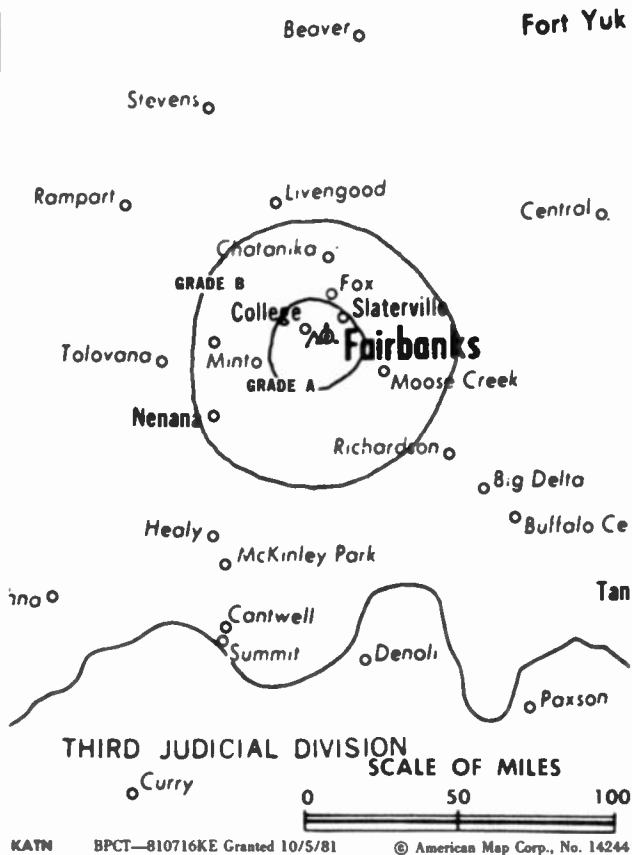 Beaver
Fort Yuk
Stevens
Rampart
Livengood
Central
Chatanika
GRADE B
Fox
College
Slaterville
Fairbanks
Tolovana
Minto
GRADE A
Moose Creek
Nenana
Richardson
Big Delta
Buffalo Ce
Healy
McKinley Park
ana
Tan
Cantwell
Summit
Denali
Paxson
THIRD JUDICIAL DIVISION
SCALE OF MILES
Curry
0 50 100
KATN BPCT—810716KE Granted 10/5/81 © American Map Corp., No. 14244